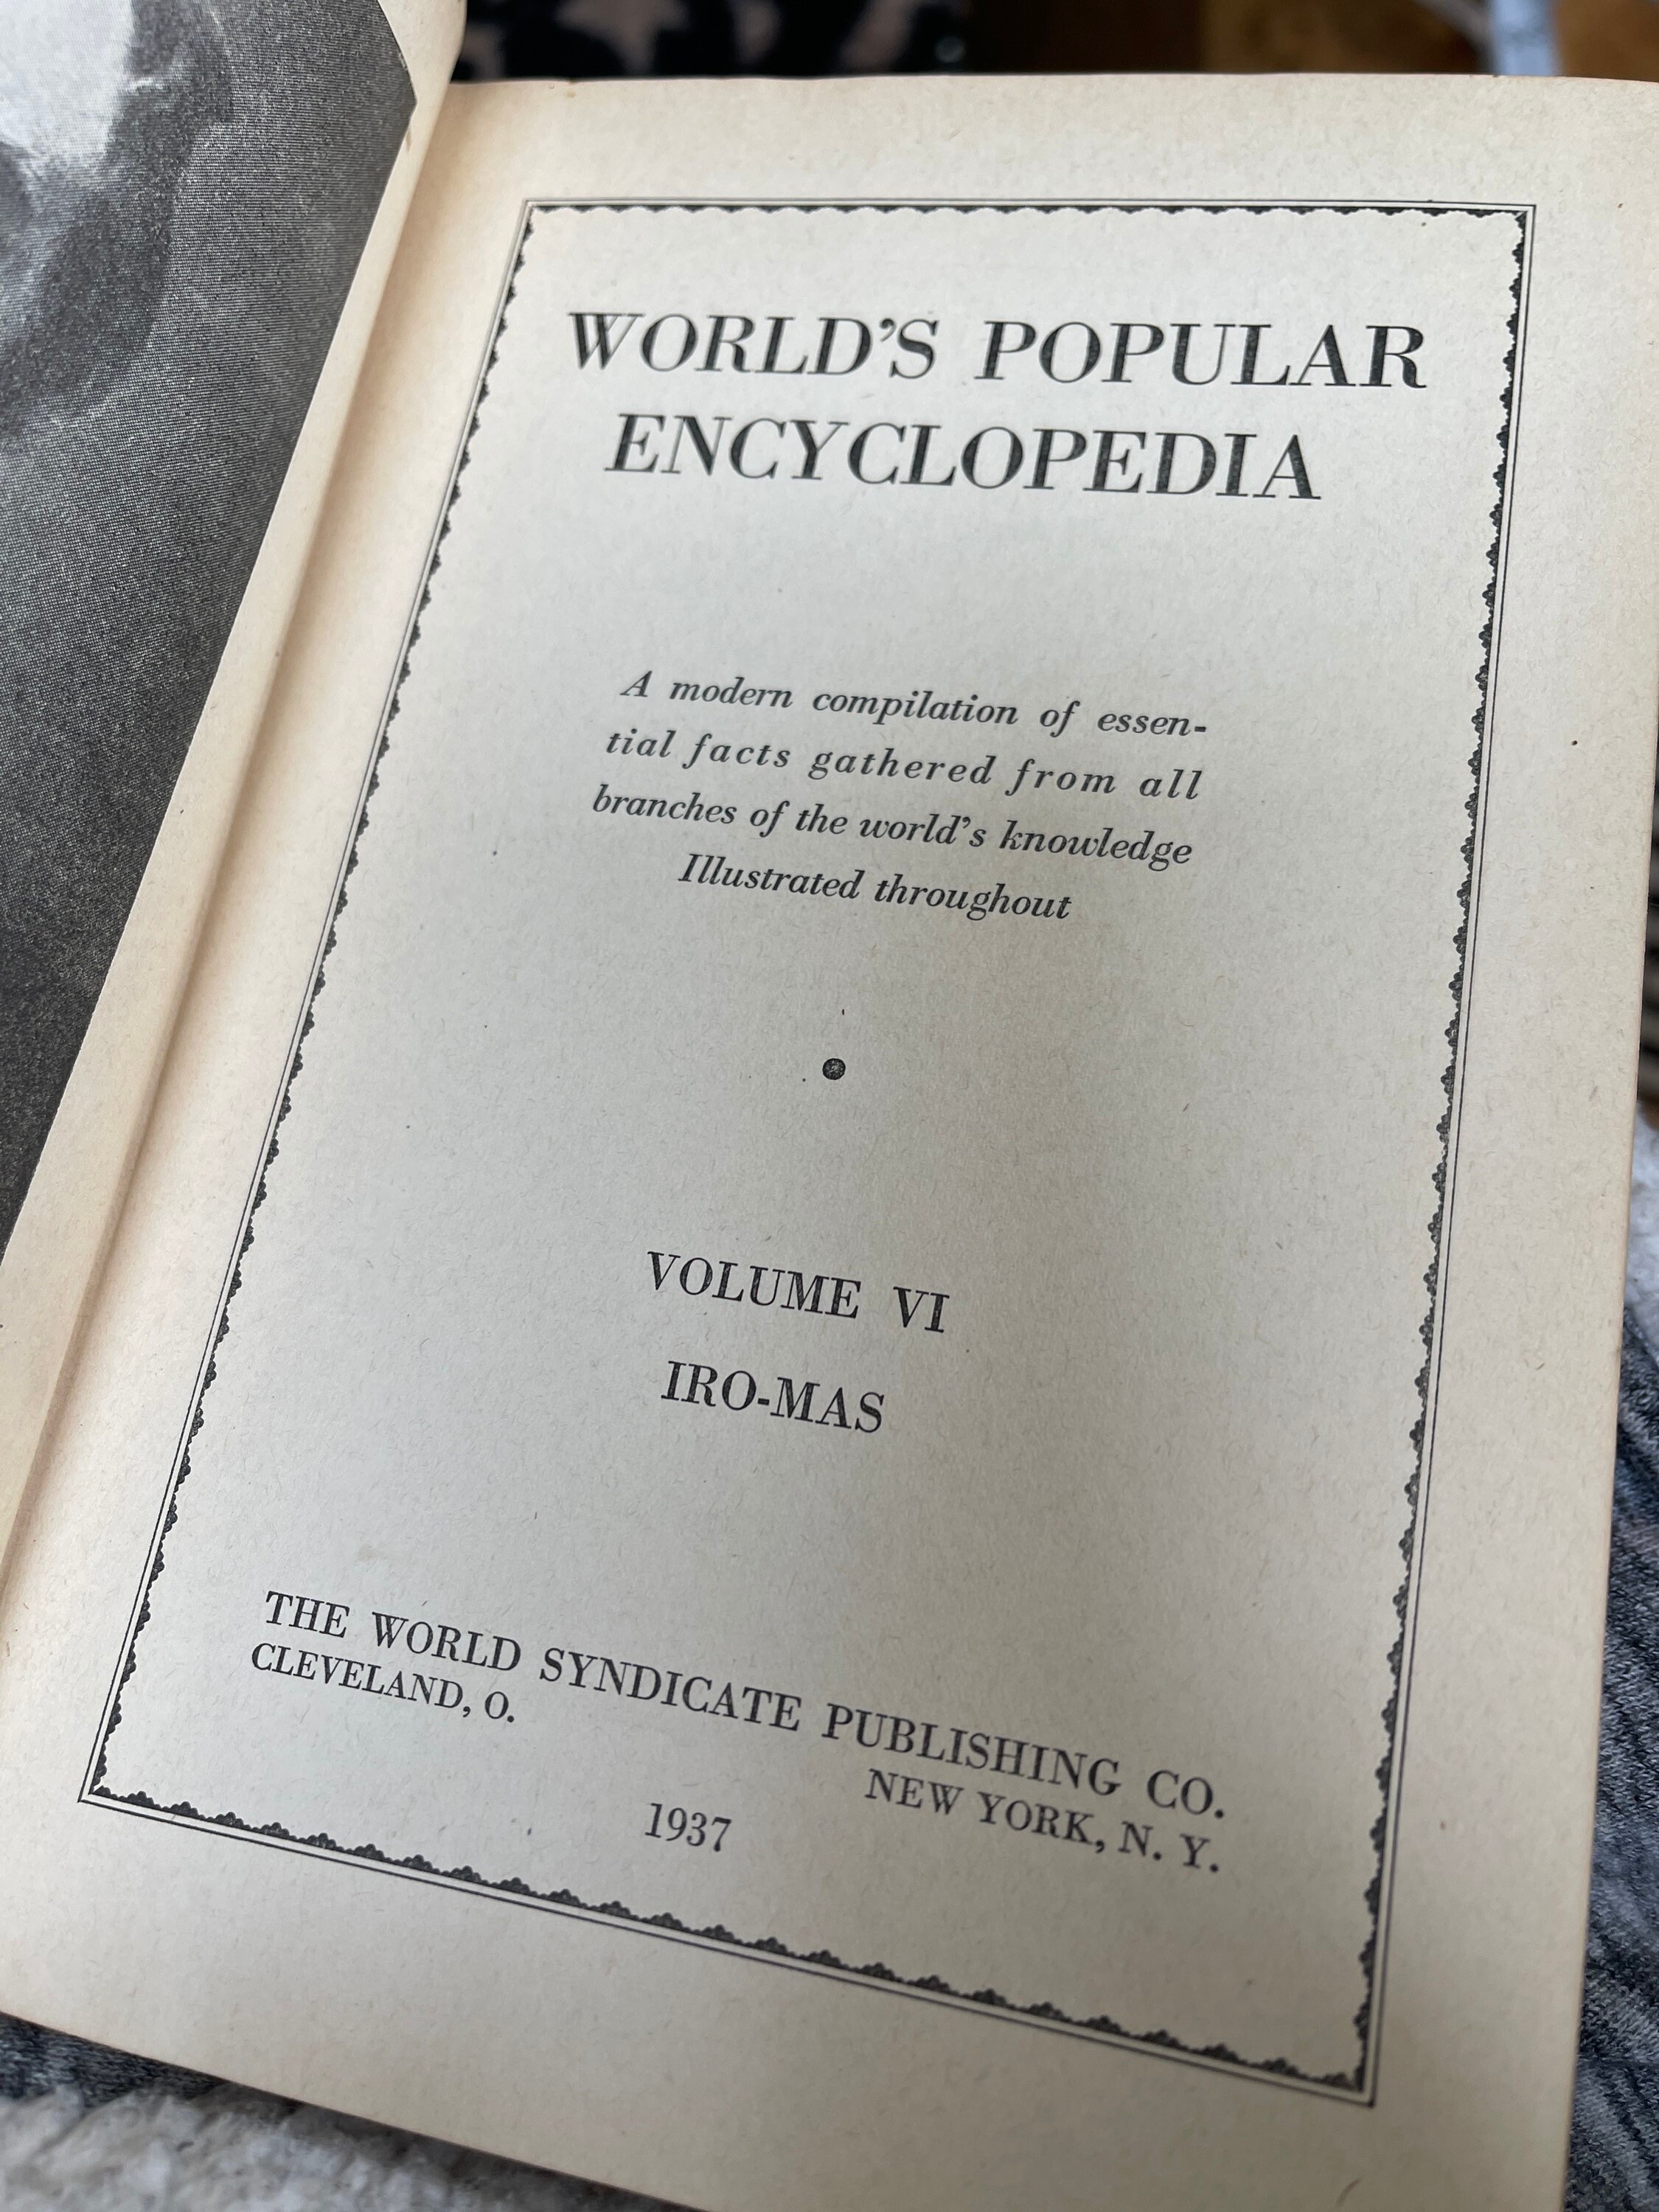 WORLD'S POPULAR
ENCYCLOPEDIA
A modern compilation of essen-
tial facts gathered from all
branches of the world's knowledge
Illustrated throughout
VOLUME VI
IRO-MAS
THE WORLD SYNDICATE PUBLISHING CO.
CLEVELAND, O.
NEW YORK, N. Y.
1937